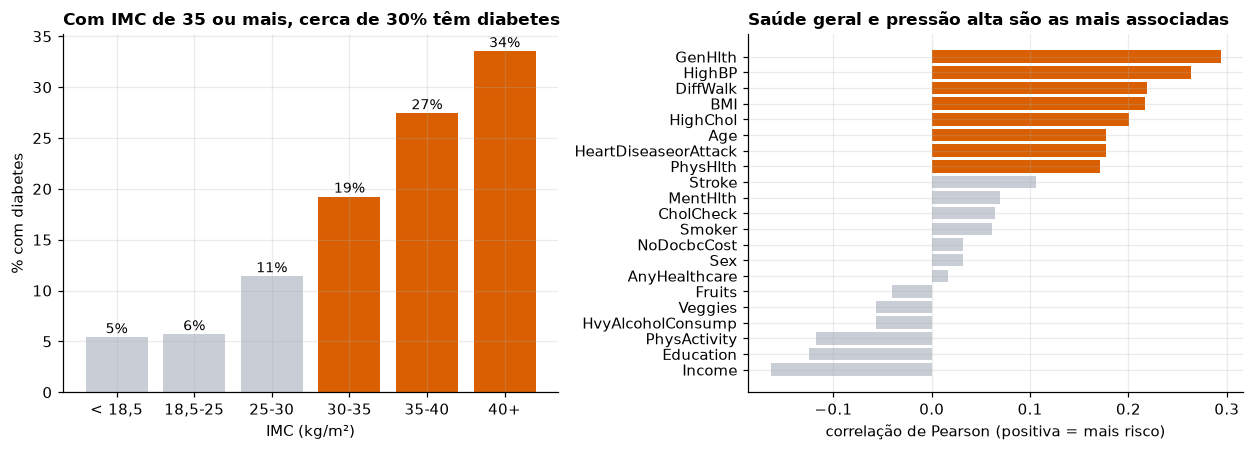 Com IMC de 35 ou mais, cerca de 30% têm diabetes
% com diabetes
35
30
25
20
15
10
5
0
5%
6%
11%
19%
27%
34%
< 18,5
18,5-25
25-30
30-35
35-40
40+
IMC (kg/m²)
Saúde geral e pressão alta são as mais associadas
GenHlth
HighBP
DiffWalk
BMI
HighChol
Age
HeartDiseaseorAttack
PhysHlth
Stroke
MentHlth
CholCheck
Smoker
NoDocbcCost
Sex
AnyHealthcare
Fruits
Veggies
HvyAlcoholConsump
PhysActivity
Education
Income
−0.1
0.0
0.1
0.2
0.3
correlação de Pearson (positiva = mais risco)